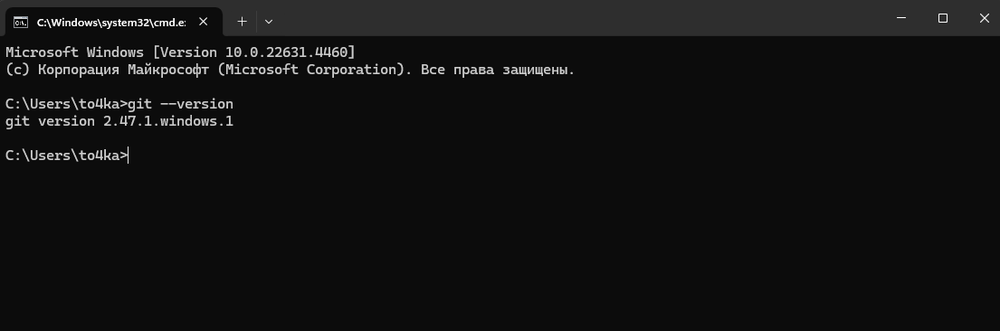 C:\Windows\system32\cmd.e:
Microsoft Windows [Version 10.0.22631.4460]
(c) Корпорация Майкрософт (Microsoft Corporation). Все права защищены.
C:\Users\to4ka>git --version
git version 2.47.1.windows.1
C:\Users\to4ka>